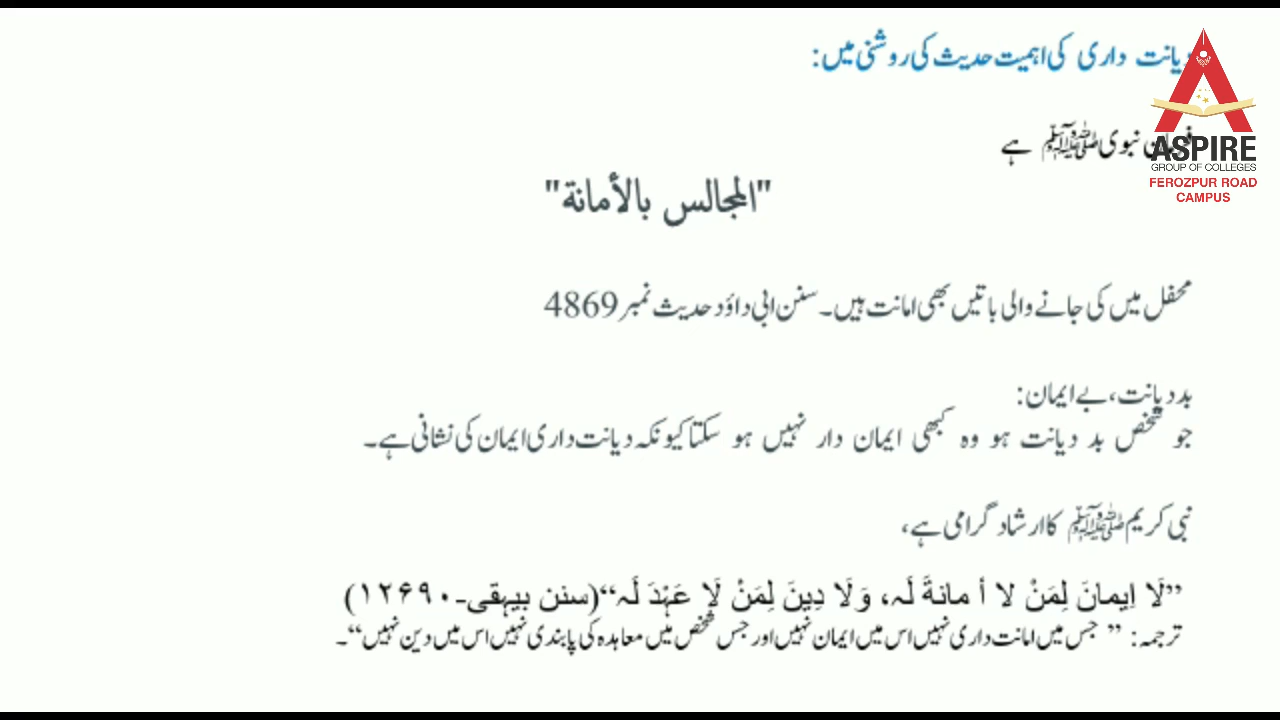 دیانت داری کی اہمیت حدیث کی روشنی میں:
نبوی ﷺ ہے
"المجالس بالأمانة"
محفل میں کی جانے والی باتیں بھی امانت ہیں۔ سنن ابی داؤد حدیث نمبر 4869
بددیانت، بے ایمان:
جو شخص بد دیانت ہو وہ کبھی ایمان دار نہیں ہو سکتا کیونکہ دیانت داری ایمان کی نشانی ہے۔
نبی کریم ﷺ کا ارشاد گرامی ہے،
”لَا اِیمانَ لِمَنْ لا أ مانةَ لَہ، وَلَا دِینَ لِمَنْ لَا عَہْدَ لَہ“(سنن بیہقی-۱۲۶۹۰)
ترجمہ: ” جس میں امانت داری نہیں اس میں ایمان نہیں اور جس شخص میں معاہدہ کی پابندی نہیں اس میں دین نہیں“۔
ASPIRE
GROUP OF COLLEGES
FEROZPUR ROAD
CAMPUS